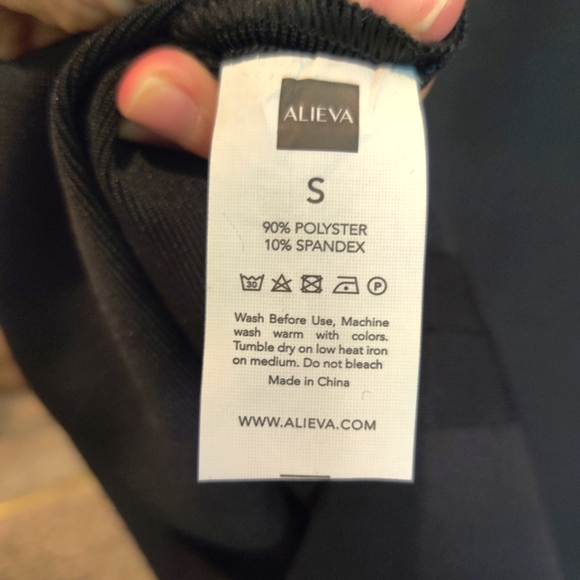 ALIEVA
S
90% POLYSTER
10% SPANDEX
30 P
Wash Before Use, Machine
wash warm with colors.
Tumble dry on low heat iron
on medium. Do not bleach
Made in China
WWW.ALIEVA.COM